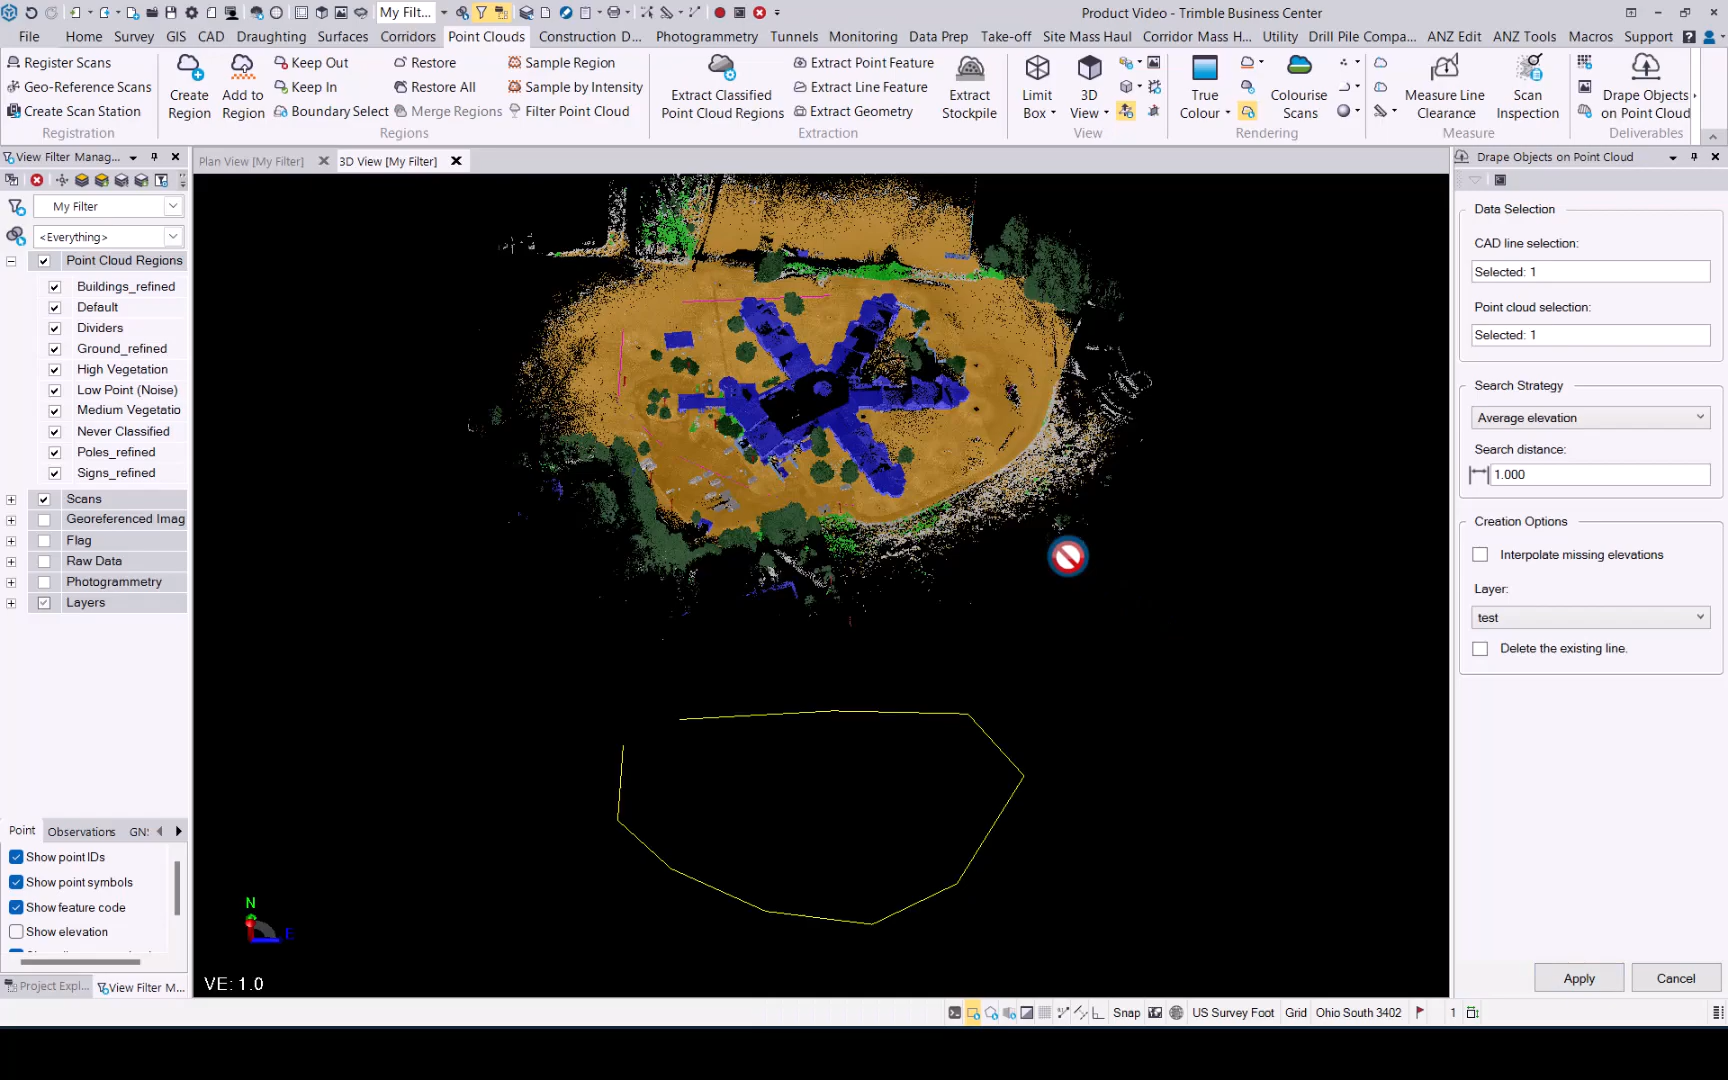 My Filt...
Product Video - Trimble Business Center
File Home Survey GIS CAD Draughting Surfaces Corridors Point Clouds Construction D... Photogrammetry Tunnels Monitoring Data Prep Take-off Site Mass Haul Corridor Mass H... Utility Drill Pile Compa... ANZ Edit ANZ Tools Macros Support
Register Scans
Geo-Reference Scans
Create Scan Station
Registration
Create
Region
Add to
Region
Keep Out
Keep In
Boundary Select
Restore
Restore All
Merge Regions
Sample Region
Sample by Intensity
Filter Point Cloud
Regions
Extract Classified
Point Cloud Regions
Extract Point Feature
Extract Line Feature
Extract Geometry
Extract
Stockpile
Extraction
Limit
Box
3D
View
View
True
Colour
Colourise
Scans
Rendering
Measure Line
Clearance
Scan
Inspection
Measure
Drape Objects
on Point Cloud
Deliverables
View Filter Manag...
My Filter
<Everything>
Point Cloud Regions
Buildings_refined
Default
Dividers
Ground_refined
High Vegetation
Low Point (Noise)
Medium Vegetatio
Never Classified
Poles_refined
Signs_refined
Scans
Georeferenced Imag
Flag
Raw Data
Photogrammetry
Layers
Point Observations GN:
Show point IDs
Show point symbols
Show feature code
Show elevation
Project Expl... View Filter M...
Plan View [My Filter]
3D View [My Filter]
N
E
VE: 1.0
Drape Objects on Point Cloud
Data Selection
CAD line selection:
Selected: 1
Point cloud selection:
Selected: 1
Search Strategy
Average elevation
Search distance:
1.000
Creation Options
Interpolate missing elevations
Layer:
test
Delete the existing line.
Apply Cancel
Snap US Survey Foot Grid Ohio South 3402 1